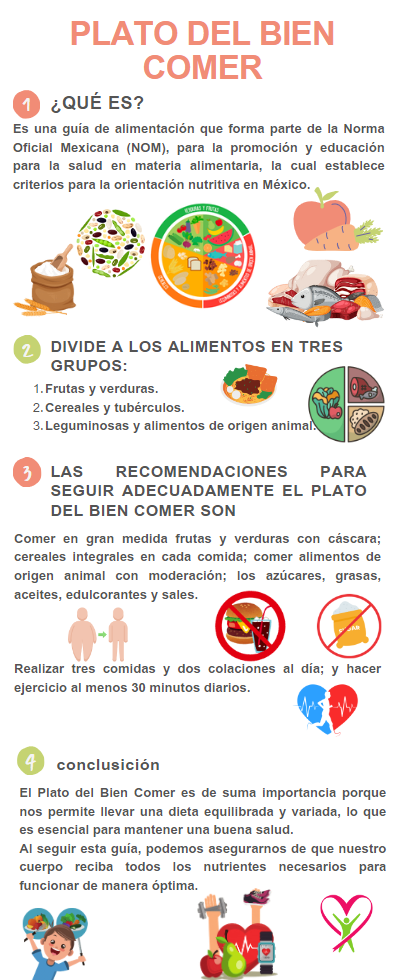 PLATO DEL BIEN
COMER
1 ¿QUÉ ES?
Es una guía de alimentación que forma parte de la Norma
Oficial Mexicana (NOM), para la promoción y educación
para la salud en materia alimentaria, la cual establece
criterios para la orientación nutritiva en México.
2 DIVIDE A LOS ALIMENTOS EN TRES
GRUPOS:
1. Frutas y verduras.
2. Cereales y tubérculos.
3. Leguminosas y alimentos de origen animal.
3 LAS RECOMENDACIONES PARA
SEGUIR ADECUADAMENTE EL PLATO
DEL BIEN COMER SON
Comer en gran medida frutas y verduras con cáscara;
cereales integrales en cada comida; comer alimentos de
origen animal con moderación; los azúcares, grasas,
aceites, edulcorantes y sales.
Realizar tres comidas y dos colaciones al día; y hacer
ejercicio al menos 30 minutos diarios.
4 conclusición
El Plato del Bien Comer es de suma importancia porque
nos permite llevar una dieta equilibrada y variada, lo que
es esencial para mantener una buena salud.
Al seguir esta guía, podemos asegurarnos de que nuestro
cuerpo reciba todos los nutrientes necesarios para
funcionar de manera óptima.